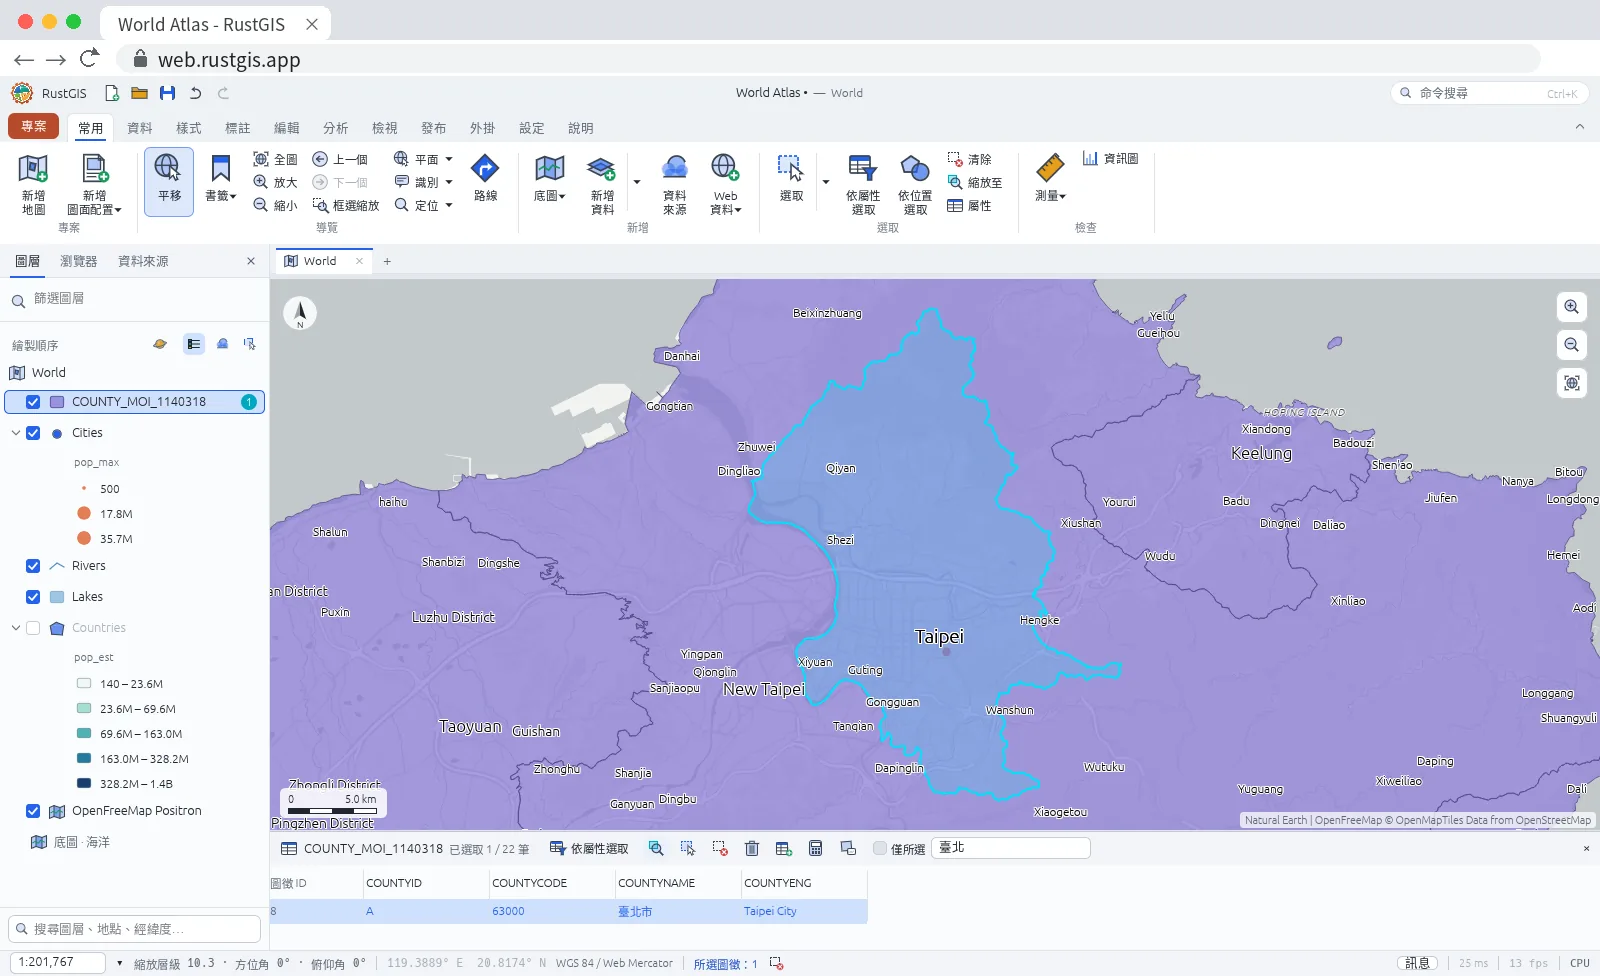 World Atlas - RustGIS
web.rustgis.app
RustGIS
World Atlas • — World
命令搜尋 Ctrl+K
專案 常用 資料 樣式 標註 編輯 分析 檢視 發布 外掛 設定 說明
新增地圖
新增圖面配置
專案
平移
書籤
全圖
放大
縮小
上一個
下一個
框選縮放
平面
識別
定位
路線
導覽
底圖
新增資料
資料來源
Web 資料
新增
選取
依屬性選取
依位置選取
清除
縮放至
屬性
選取
測量
資訊圖
檢查
圖層 瀏覽器 資料來源
World
篩選圖層
繪製順序
World
COUNTY_MOI_1140318 1
Cities
pop_max
500
17.8M
35.7M
Rivers
Lakes
Countries
pop_est
140 – 23.6M
23.6M – 69.6M
69.6M – 163.0M
163.0M – 328.2M
328.2M – 1.4B
OpenFreeMap Positron
底圖 · 海洋
搜尋圖層、地點、經緯度…
N
Beixinzhuang
Yeliu
Gueihou
Danhai
Gongtian
HOPING ISLAND
Xiandong
Badouzi
Keelung
Zhuwei
Dingliao
Qiyan
Shen'ao
Bitou
Nanya
haihu
Yourui
Badu
Jiufen
Longdong
Shalun
Xiushan
Dingnei
Daliao
Shezi
Shanbizi
Dingshe
Wudu
Hemei
an District
Puxin
Luzhu District
Xinliao
Aodi
Hengke
Taipei
Yingpan
Xiyuan
Qionglin
Guting
Sanjiaopu
New Taipei
Longgang
Gongguan
Wanshun
Shuangyuli
Taoyuan
Guishan
Tanqian
Zhonghu
Shanjia
Dapinglin
Wutuku
Daping
Xiweiliao
Zhongli District
Yuguang
Dali
Ganyuan
Dingbu
Xiaogetou
0 5.0 km
Pingzhen District
Natural Earth | OpenFreeMap © OpenMapTiles Data from OpenStreetMap
COUNTY_MOI_1140318 已選取 1 / 22 筆 依屬性選取 僅所選 臺北
圖徵 ID COUNTYID COUNTYCODE COUNTYNAME COUNTYENG
8 A 63000 臺北市 Taipei City
1:201,767 縮放層級 10.3 · 方位角 0° · 俯仰角 0° 119.3889° E 20.8174° N WGS 84 / Web Mercator 所選圖徵：1 訊息 25 ms 13 fps CPU